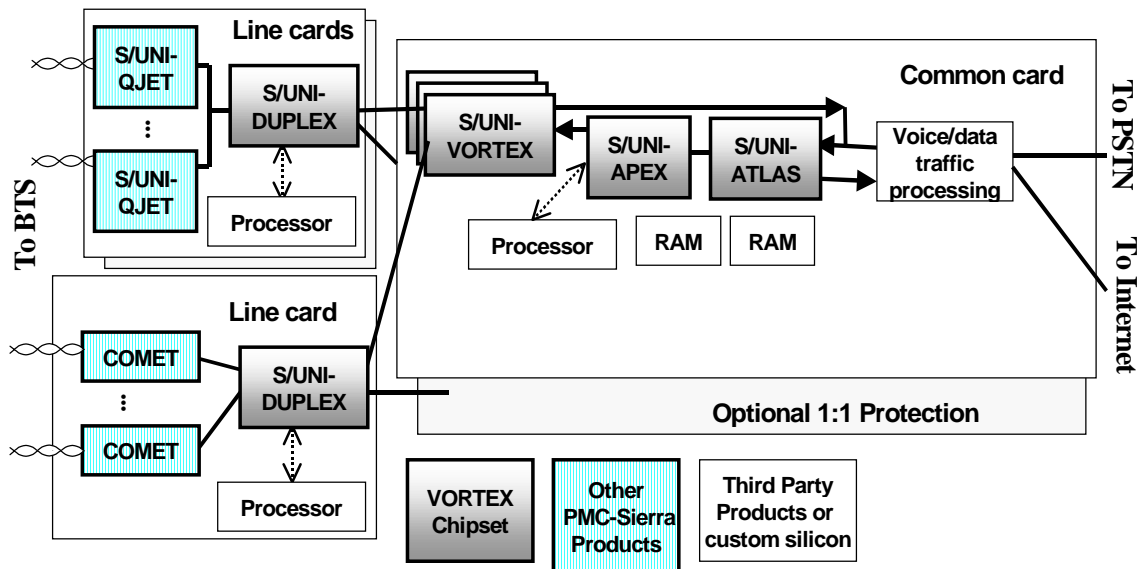 To BTS
Line cards
S/UNI-
QJET
...
S/UNI-
QJET
S/UNI-
DUPLEX
Processor
Line card
COMET
...
COMET
S/UNI-
DUPLEX
Processor
Common card
S/UNI-
VORTEX
S/UNI-
APEX
S/UNI-
ATLAS
Voice/data
traffic
processing
Processor
RAM
RAM
To PSTN
To Internet
Optional 1:1 Protection
VORTEX
Chipset
Other
PMC-Sierra
Products
Third Party
Products or
custom silicon